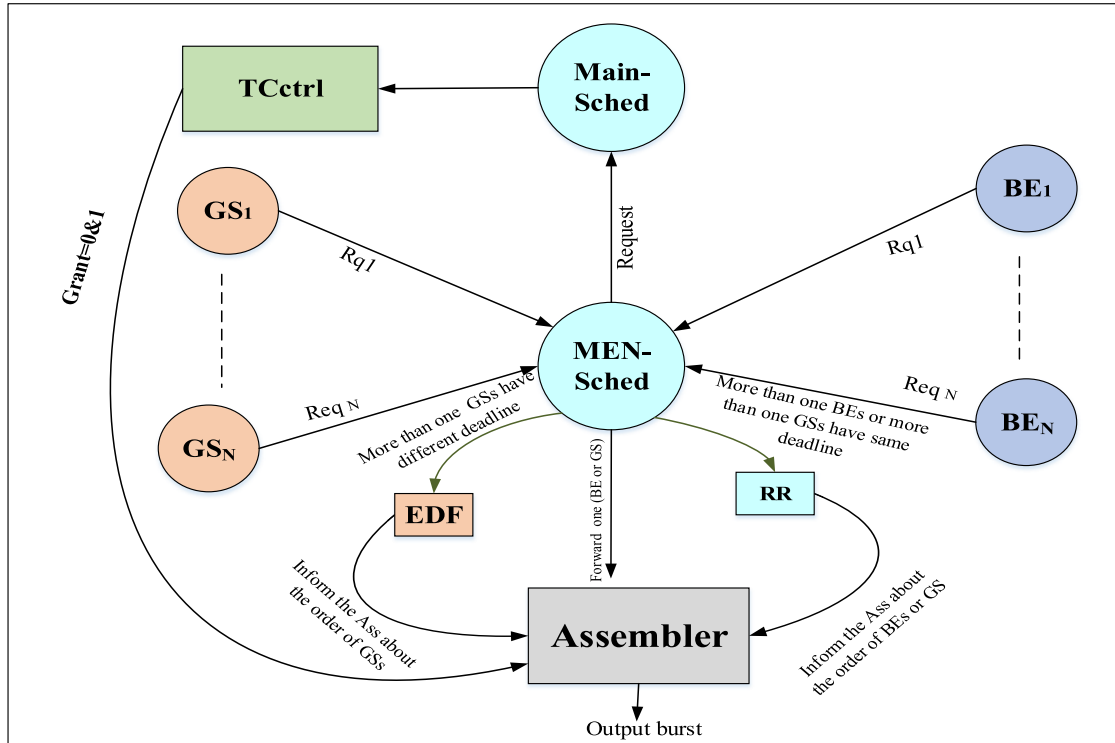 TCctrl
Main-
Sched
GS1
BE1
Grant=0&1
Rq1
Request
Rq1
MEN-
Sched
Req N
Req N
GSN
BEN
More than one GSs have
different deadline
More than one BEs or more
than one GSs have same
deadline
EDF
Forward one (BE or GS)
RR
Inform the Ass about
the order of GSs
Assembler
Inform the Ass about
the order of BEs or GS
Output burst